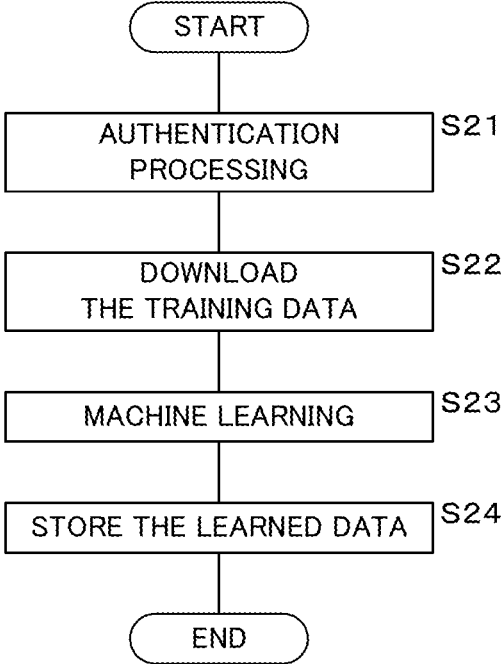 START
AUTHENTICATION
PROCESSING
S21
DOWNLOAD
THE TRAINING DATA
S22
MACHINE LEARNING
S23
STORE THE LEARNED DATA
S24
END